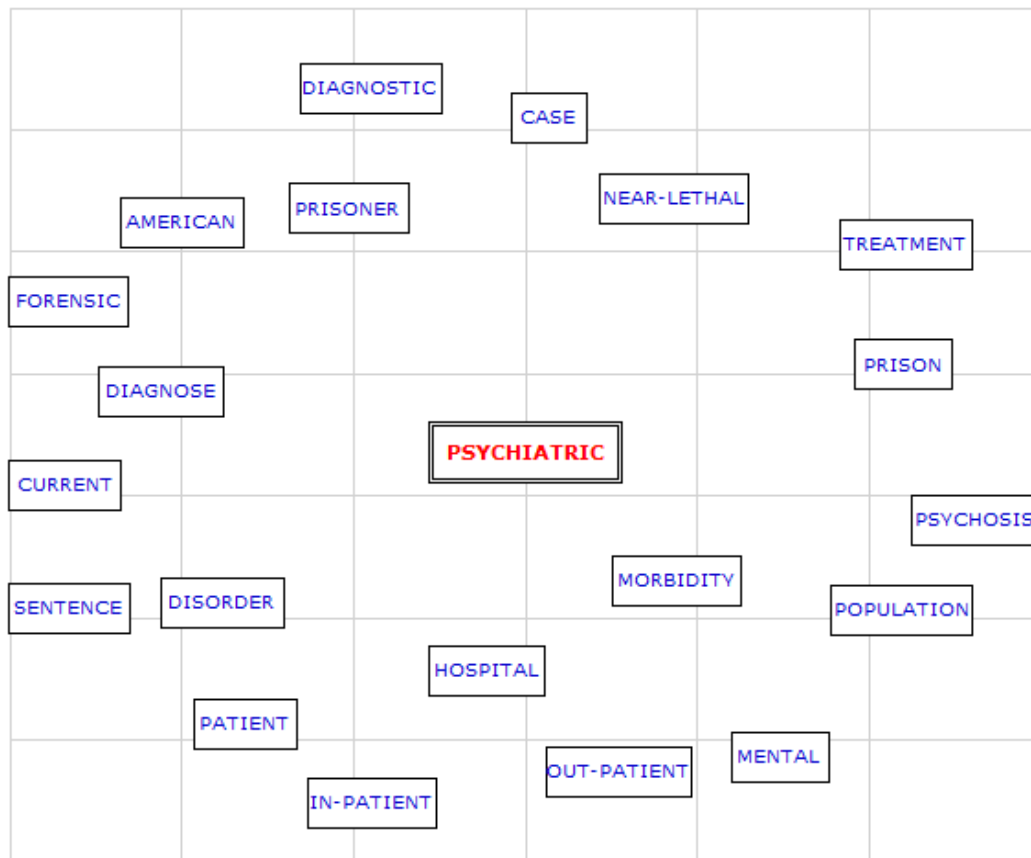 DIAGNOSTIC
CASE
NEAR-LETHAL
PRISONER
AMERICAN
TREATMENT
FORENSIC
PRISON
DIAGNOSE
PSYCHIATRIC
CURRENT
PSYCHOSIS
MORBIDITY
DISORDER
SENTENCE
POPULATION
HOSPITAL
PATIENT
MENTAL
OUT-PATIENT
IN-PATIENT